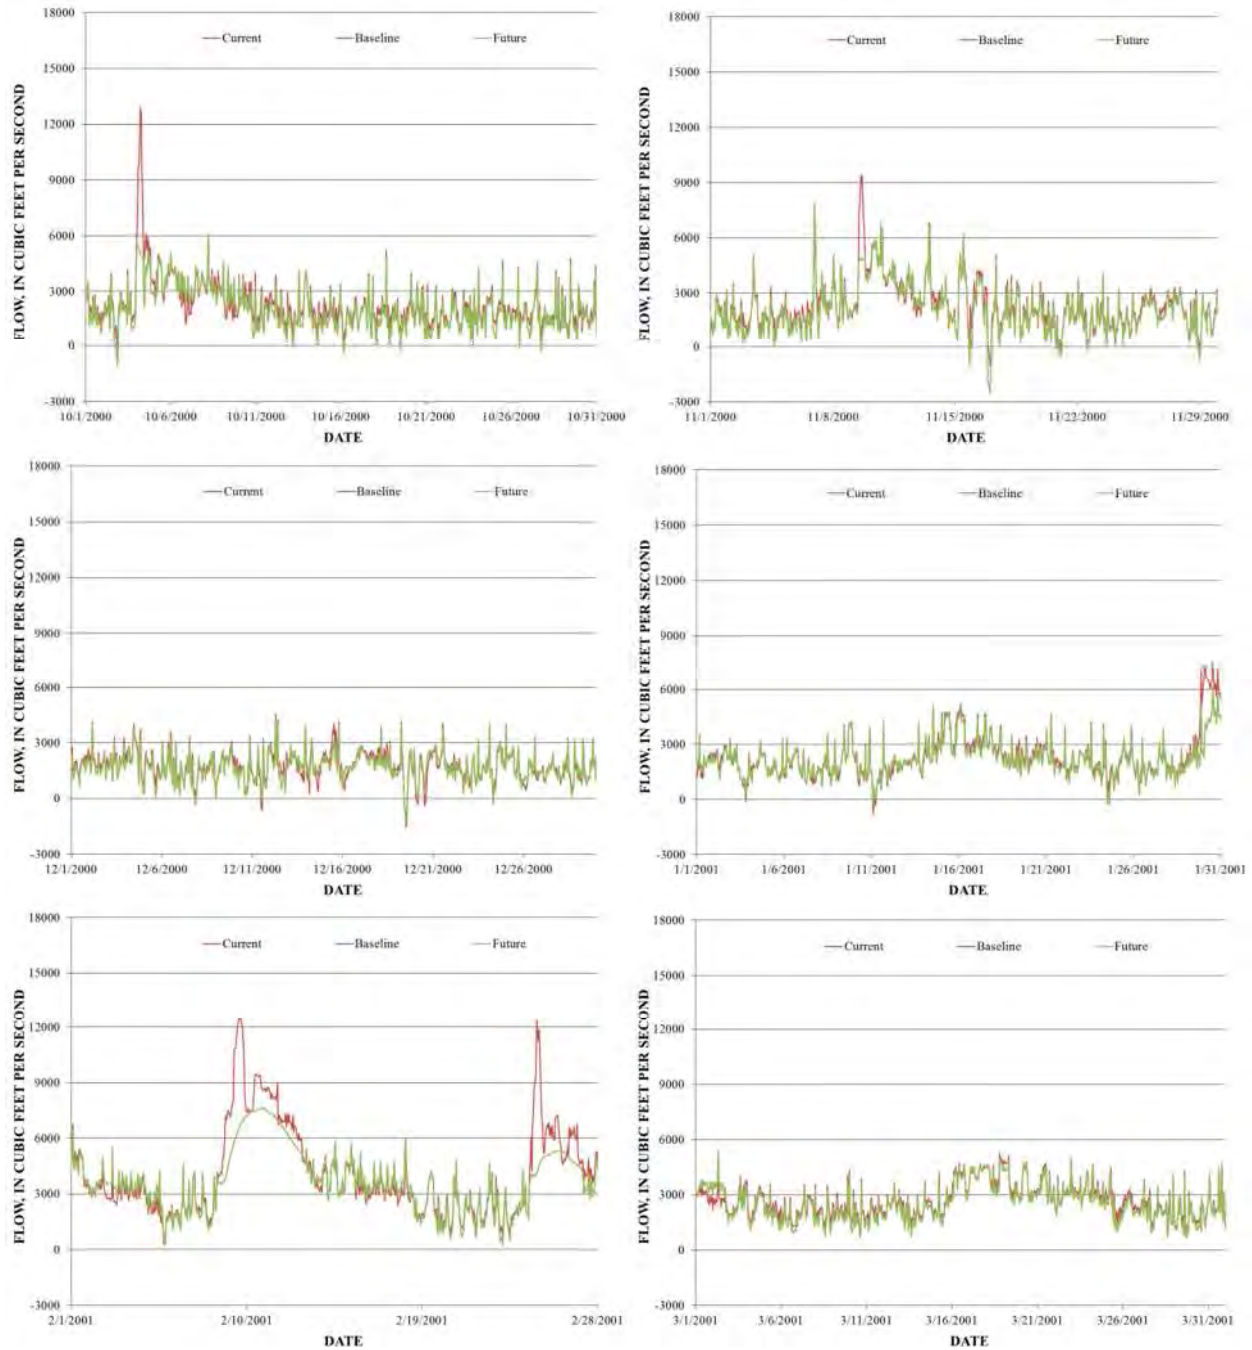 18000
Current Baseline Future
15000
12000
9000
6000
3000
0
-3000
FLOW, IN CUBIC FEET PER SECOND
10/1/2000 10/6/2000 10/11/2000 10/16/2000 10/21/2000 10/26/2000 10/31/2000
DATE
18000
Current Baseline Future
15000
12000
9000
6000
3000
0
-3000
FLOW, IN CUBIC FEET PER SECOND
11/1/2000 11/8/2000 11/15/2000 11/22/2000 11/29/2000
DATE
18000
Current Baseline Future
15000
12000
9000
6000
3000
0
-3000
FLOW, IN CUBIC FEET PER SECOND
12/1/2000 12/6/2000 12/11/2000 12/16/2000 12/21/2000 12/26/2000
DATE
18000
Current Baseline Future
15000
12000
9000
6000
3000
0
-3000
FLOW, IN CUBIC FEET PER SECOND
1/1/2001 1/6/2001 1/11/2001 1/16/2001 1/21/2001 1/26/2001 1/31/2001
DATE
18000
Current Baseline Future
15000
12000
9000
6000
3000
0
-3000
FLOW, IN CUBIC FEET PER SECOND
2/1/2001 2/10/2001 2/19/2001 2/28/2001
DATE
18000
Current Baseline Future
15000
12000
9000
6000
3000
0
-3000
FLOW, IN CUBIC FEET PER SECOND
3/1/2001 3/6/2001 3/11/2001 3/16/2001 3/21/2001 3/26/2001 3/31/2001
DATE